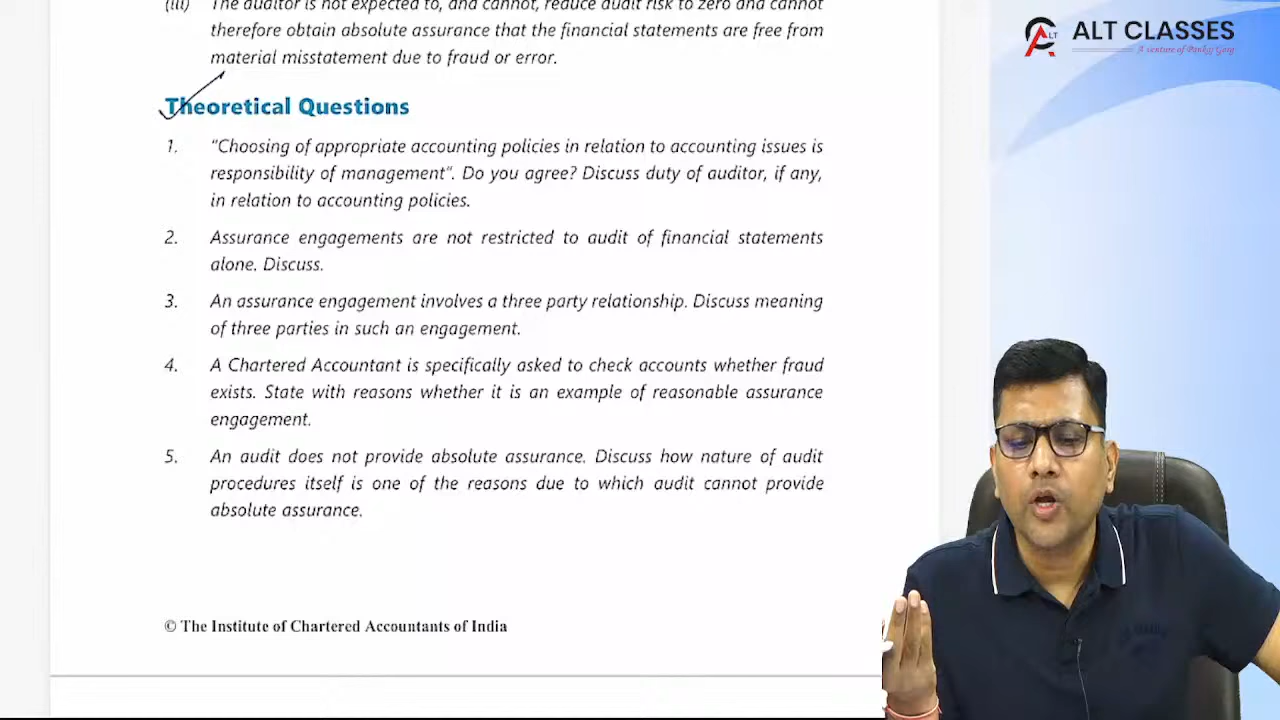 (iii) The auditor is not expected to, and cannot, reduce audit risk to zero and cannot
therefore obtain absolute assurance that the financial statements are free from
material misstatement due to fraud or error.
ALT CLASSES
A venture of Pankaj Garg
Theoretical Questions
1. "Choosing of appropriate accounting policies in relation to accounting issues is
responsibility of management". Do you agree? Discuss duty of auditor, if any,
in relation to accounting policies.
2. Assurance engagements are not restricted to audit of financial statements
alone. Discuss.
3. An assurance engagement involves a three party relationship. Discuss meaning
of three parties in such an engagement.
4. A Chartered Accountant is specifically asked to check accounts whether fraud
exists. State with reasons whether it is an example of reasonable assurance
engagement.
5. An audit does not provide absolute assurance. Discuss how nature of audit
procedures itself is one of the reasons due to which audit cannot provide
absolute assurance.
© The Institute of Chartered Accountants of India